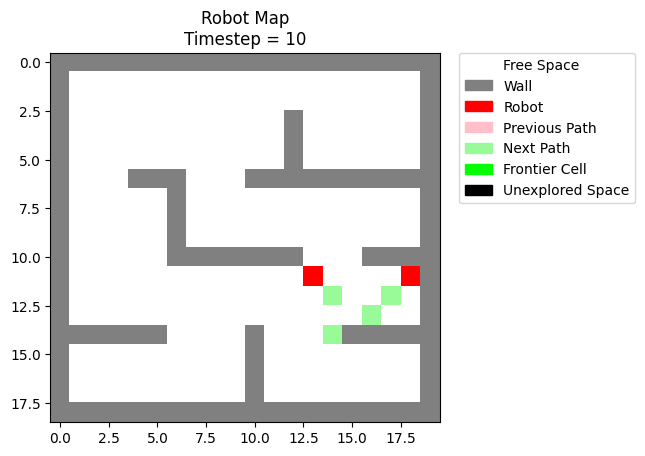 Robot Map
Timestep = 10
0.0
2.5
5.0
7.5
10.0
12.5
15.0
17.5
0.0
2.5
5.0
7.5
10.0
12.5
15.0
17.5
Free Space
Wall
Robot
Previous Path
Next Path
Frontier Cell
Unexplored Space